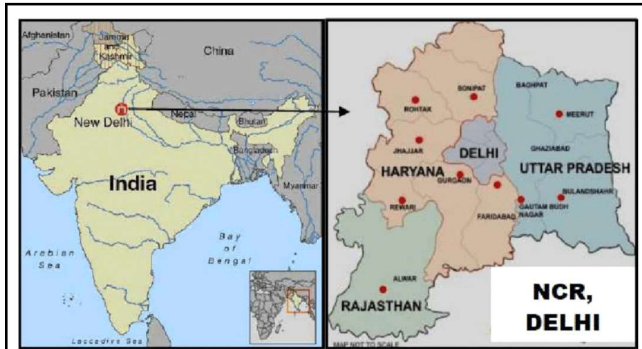 Afghanistan
Jammu
and
Kashmir
China
Pakistan
New Delhi
Nepal
Bhutan
Bangladesh
India
Myanmar
Arabian
Sea
Bay
of
Bengal
Laccadive Sea
SONIPAT
BAGHPAT
ROHTAK
MEERUT
JHAJJAR
DELHI
GHAZIABAD
HARYANA
UTTAR PRADESH
GURGAON
BULANDSHAHR
REWARI
FARIDABAD
GAUTAM BUDH
NAGAR
ALWAR
RAJASTHAN
NCR,
DELHI
MAP NOT TO SCALE